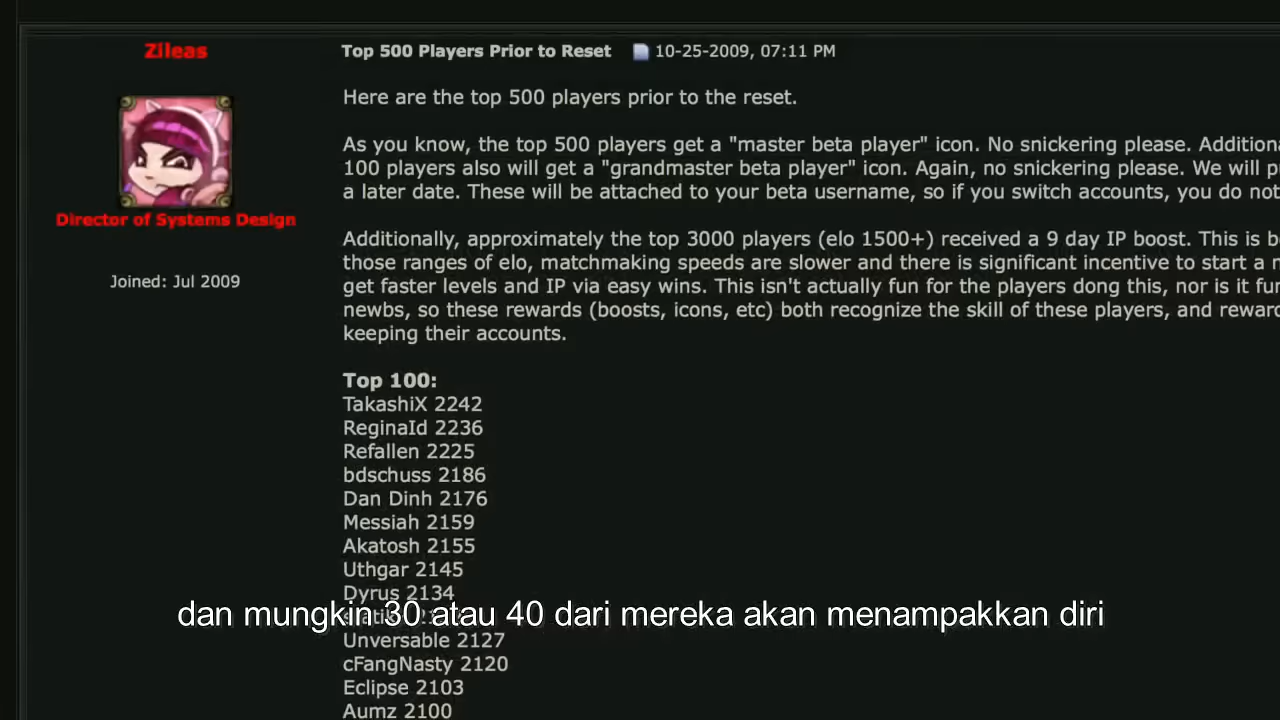 Zileas
Top 500 Players Prior to Reset 10-25-2009, 07:11 PM
Here are the top 500 players prior to the reset.
As you know, the top 500 players get a "master beta player" icon. No snickering please. Additiona
100 players also will get a "grandmaster beta player" icon. Again, no snickering please. We will p
a later date. These will be attached to your beta username, so if you switch accounts, you do not
Director of Systems Design
Additionally, approximately the top 3000 players (elo 1500+) received a 9 day IP boost. This is b
those ranges of elo, matchmaking speeds are slower and there is significant incentive to start a n
Joined: Jul 2009
get faster levels and IP via easy wins. This isn't actually fun for the players dong this, nor is it fur
newbs, so these rewards (boosts, icons, etc) both recognize the skill of these players, and reward
keeping their accounts.
Top 100:
TakashiX 2242
ReginaId 2236
Refallen 2225
bdschuss 2186
Dan Dinh 2176
Messiah 2159
Akatosh 2155
Uthgar 2145
Dyrus 2134
dan mungkin 30 atau 40 dari mereka akan menampakkan diri
Unversable 2127
cFangNasty 2120
Eclipse 2103
Aumz 2100